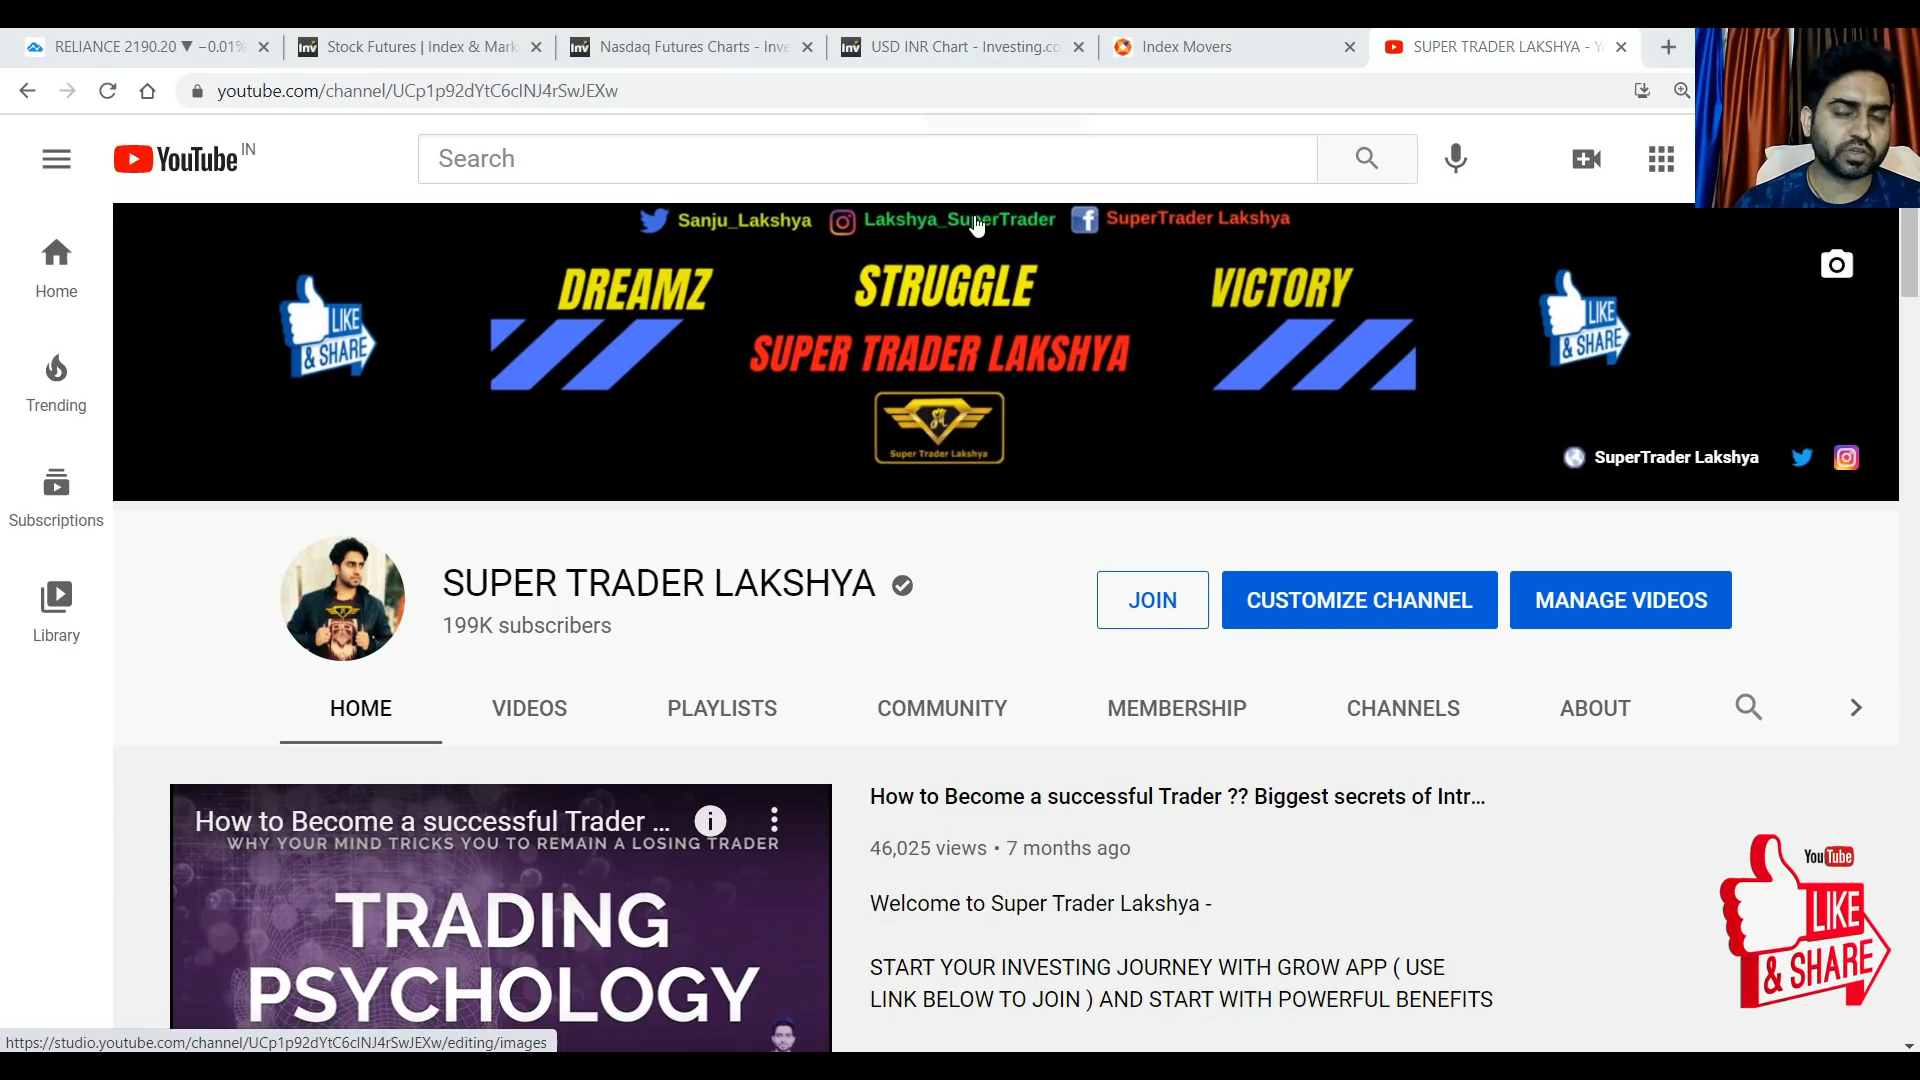 RELIANCE 2190.20 ▼ −0.01%
Stock Futures | Index & Mark
Nasdaq Futures Charts - Inve
USD INR Chart - Investing.co
Index Movers
SUPER TRADER LAKSHYA - Y
youtube.com/channel/UCp1p92dYtC6cINJ4rSwJEXw
YouTube IN
Search
Sanju_Lakshya
Lakshya_SuperTrader
SuperTrader Lakshya
DREAMZ
STRUGGLE
VICTORY
LIKE
& SHARE
SUPER TRADER LAKSHYA
LIKE
& SHARE
Super Trader Lakshya
SuperTrader Lakshya
Home
Trending
Subscriptions
Library
SUPER TRADER LAKSHYA
199K subscribers
JOIN
CUSTOMIZE CHANNEL
MANAGE VIDEOS
HOME
VIDEOS
PLAYLISTS
COMMUNITY
MEMBERSHIP
CHANNELS
ABOUT
How to Become a successful Trader ...
WHY YOUR MIND TRICKS YOU TO REMAIN A LOSING TRADER
TRADING
PSYCHOLOGY
How to Become a successful Trader ?? Biggest secrets of Intr...
46,025 views • 7 months ago
Welcome to Super Trader Lakshya -
START YOUR INVESTING JOURNEY WITH GROW APP ( USE
LINK BELOW TO JOIN ) AND START WITH POWERFUL BENEFITS
YouTube
LIKE
& SHARE
https://studio.youtube.com/channel/UCp1p92dYtC6cINJ4rSwJEXw/editing/images